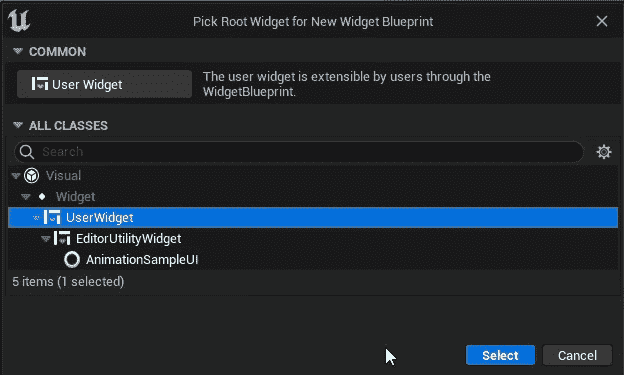 Pick Root Widget for New Widget Blueprint
COMMON
User Widget
The user widget is extensible by users through the
WidgetBlueprint.
ALL CLASSES
Search
Visual
Widget
UserWidget
EditorUtilityWidget
AnimationSampleUI
5 items (1 selected)
Select Cancel